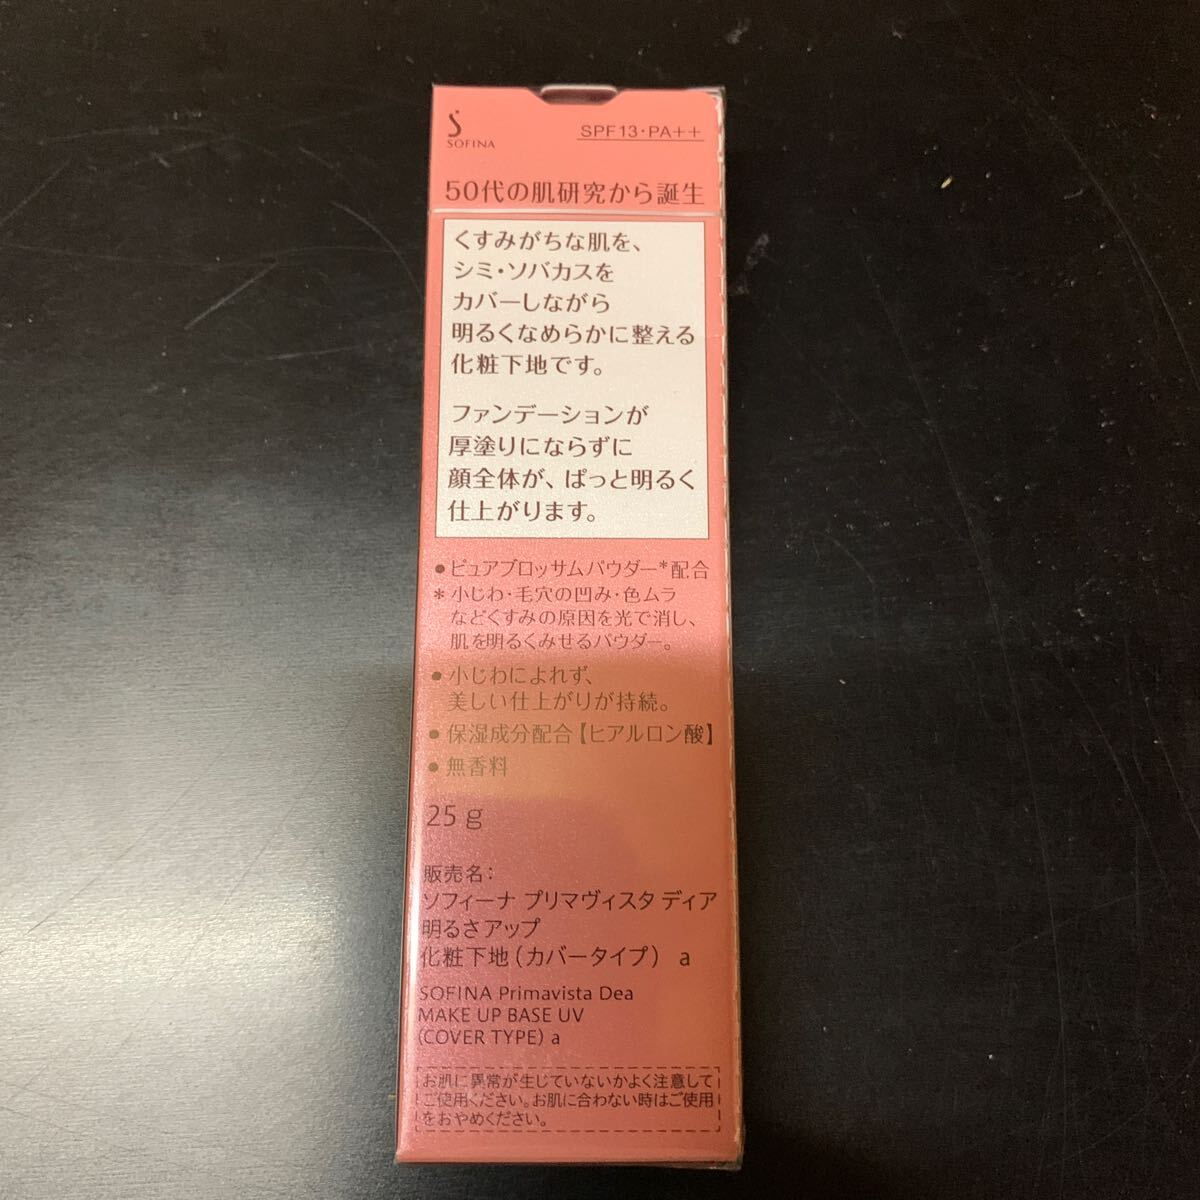 SOFINA
SPF13・PA++
50代の肌研究から誕生
くすみがちな肌を、
シミ・ソバカスを
カバーしながら
明るくなめらかに整える
化粧下地です。
ファンデーションが
厚塗りにならずに
顔全体が、ぱっと明るく
仕上がります。
●ピュアブロッサムパウダー*配合
*小じわ・毛穴の凹み・色ムラ
などくすみの原因を光で消し、
肌を明るくみせるパウダー。
●小じわによれず、
美しい仕上がりが持続。
●保湿成分配合【ヒアルロン酸】
●無香料
25g
販売名：
ソフィーナ プリマヴィスタ ディア
明るさアップ
化粧下地（カバータイプ） a
SOFINA Primavista Dea
MAKE UP BASE UV
(COVER TYPE) a
お肌に異常が生じていないかよく注意して
ご使用ください。お肌に合わない時はご使用
をおやめください。